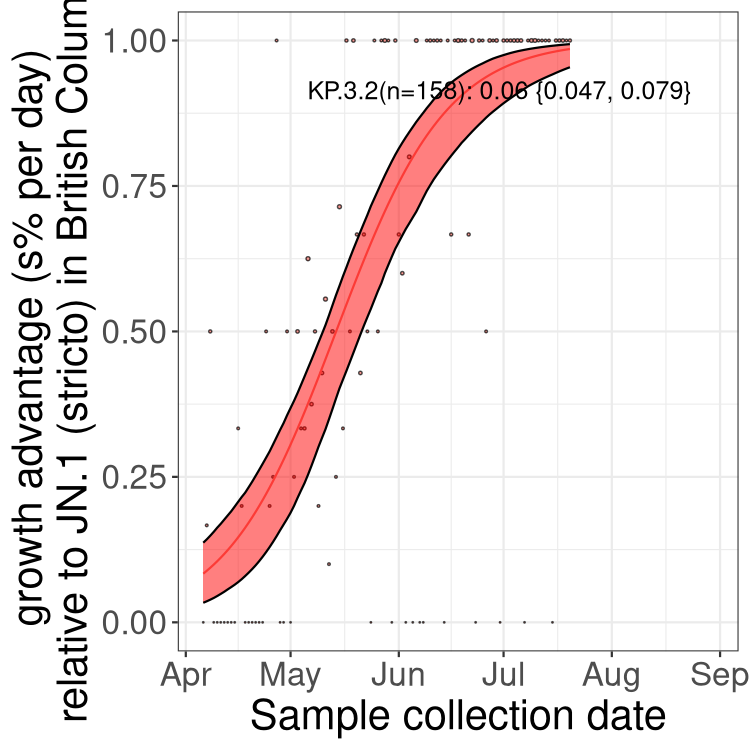 growth advantage (s% per day)
relative to JN.1 (stricto) in British Colum
1.00
0.75
0.50
0.25
0.00
KP.3.2(n=158): 0.06 {0.047, 0.079}
Apr May Jun Jul Aug Sep
Sample collection date